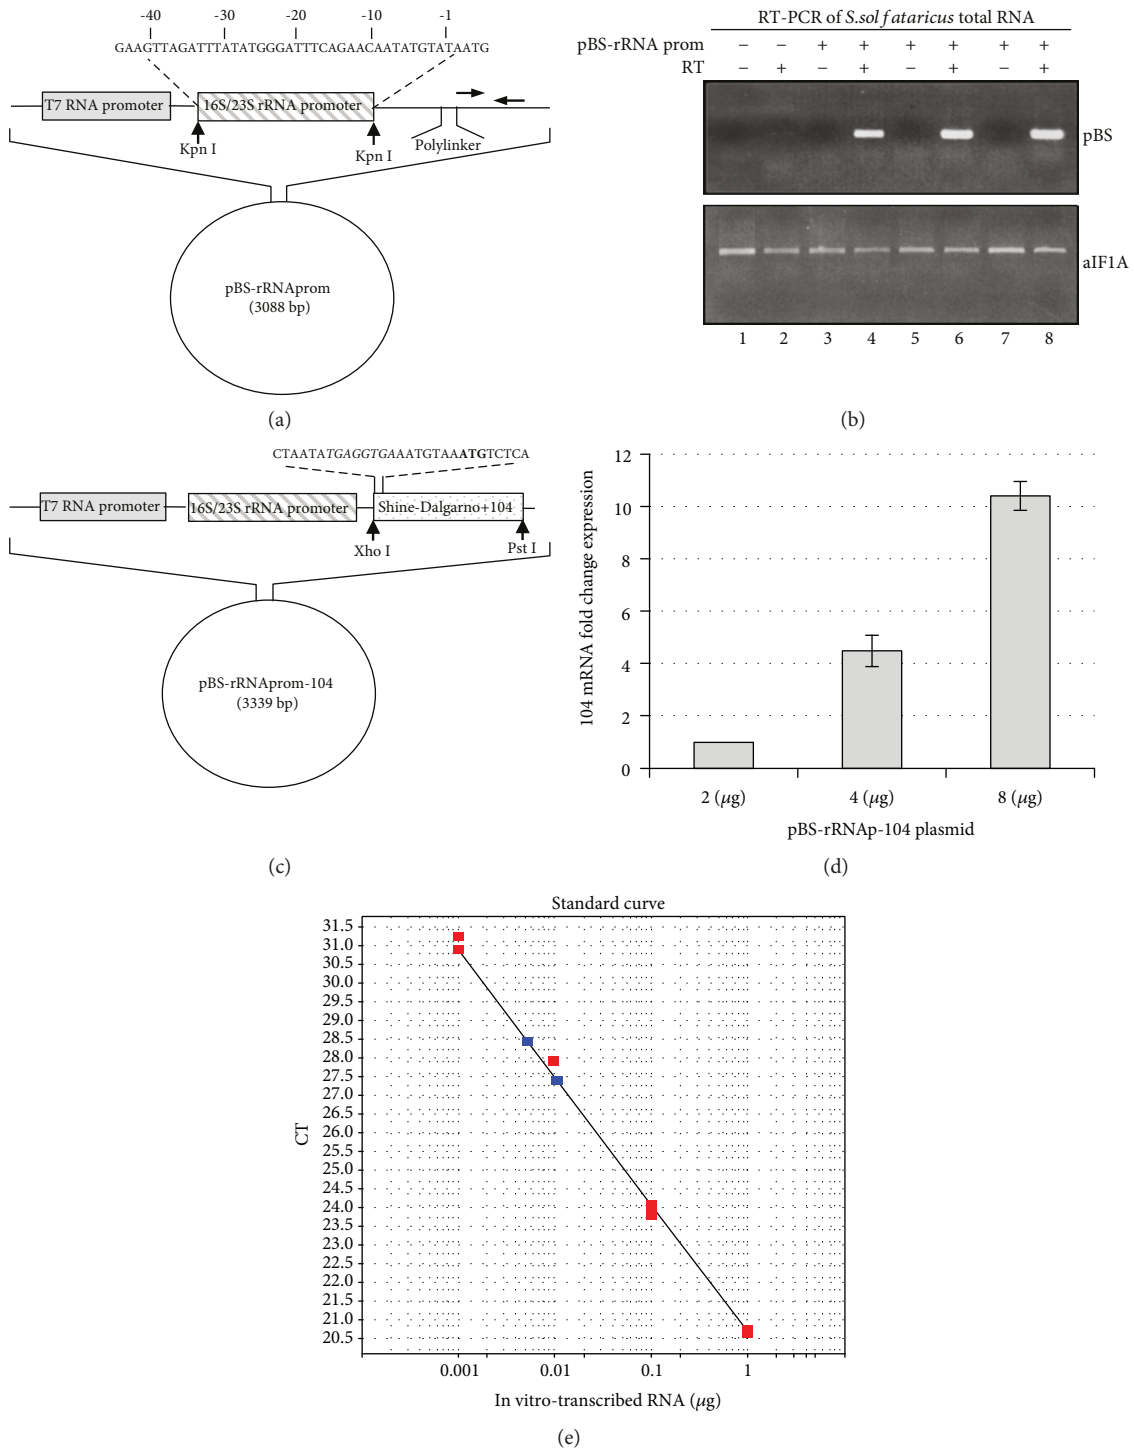 -40 -30 -20 -10 -1
GAAGTTAGATTTATATGGGATTTCAGAACAATATGTATAATG
T7 RNA promoter
16S/23S rRNA promoter
Kpn I
Kpn I
Polylinker
pBS-rRNAprom
(3088 bp)
(a)
RT-PCR of S.sol fataricus total RNA
pBS-rRNA prom − − + + + + + +
RT − + − + − + − +
pBS
aIF1A
1 2 3 4 5 6 7 8
(b)
CTAATATGAGGTGAAATGTAAATGTCTCA
T7 RNA promoter
16S/23S rRNA promoter
Shine-Dalgarno+104
Xho I
Pst I
pBS-rRNAprom-104
(3339 bp)
(c)
104 mRNA fold change expression
12
10
8
6
4
2
0
2 (µg) 4 (µg) 8 (µg)
pBS-rRNAp-104 plasmid
(d)
Standard curve
CT
31.5
31.0
30.5
30.0
29.5
29.0
28.5
28.0
27.5
27.0
26.5
26.0
25.5
25.0
24.5
24.0
23.5
23.0
22.5
22.0
21.5
21.0
20.5
0.001 0.01 0.1 1
In vitro-transcribed RNA (µg)
(e)